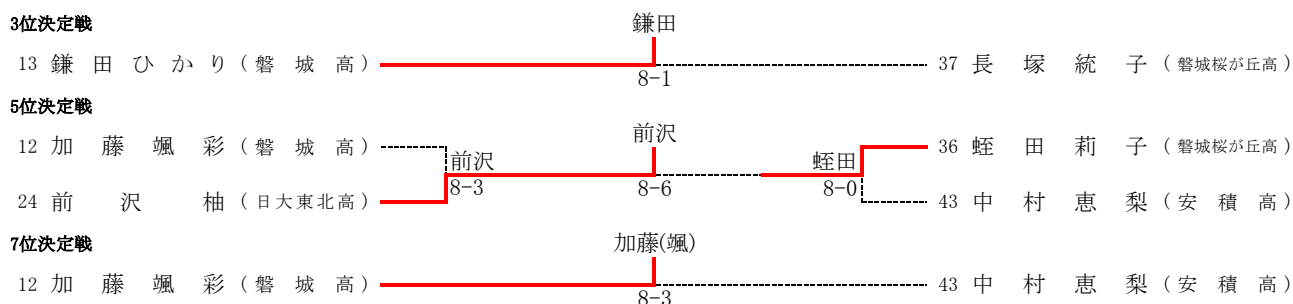 3位決定戦 鎌田
13 鎌 田 ひ か り ( 磐 城 高 ) 8-1 37 長 塚 統 子 ( 磐城桜が丘高 )
5位決定戦
12 加 藤 颯 彩 ( 磐 城 高 ) 前沢 36 蛭 田 莉 子 ( 磐城桜が丘高 )
前沢 蛭田
8-3 8-6 8-0
24 前 沢 柚 ( 日大東北高 ) 43 中 村 恵 梨 ( 安 積 高 )
7位決定戦 加藤(颯)
12 加 藤 颯 彩 ( 磐 城 高 ) 8-3 43 中 村 恵 梨 ( 安 積 高 )